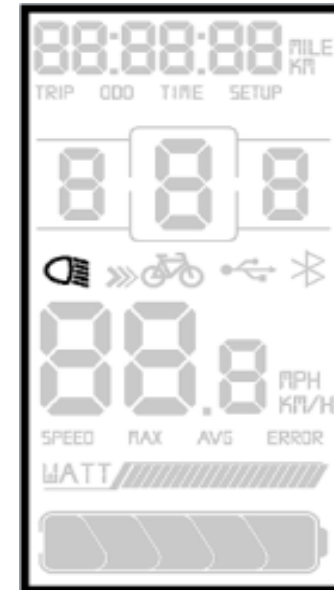 88:88:88 MILE
KM
TRIP ODO TIME SETUP
8 8 8
88.8 MPH
KM/H
SPEED MAX AVG ERROR
WATT